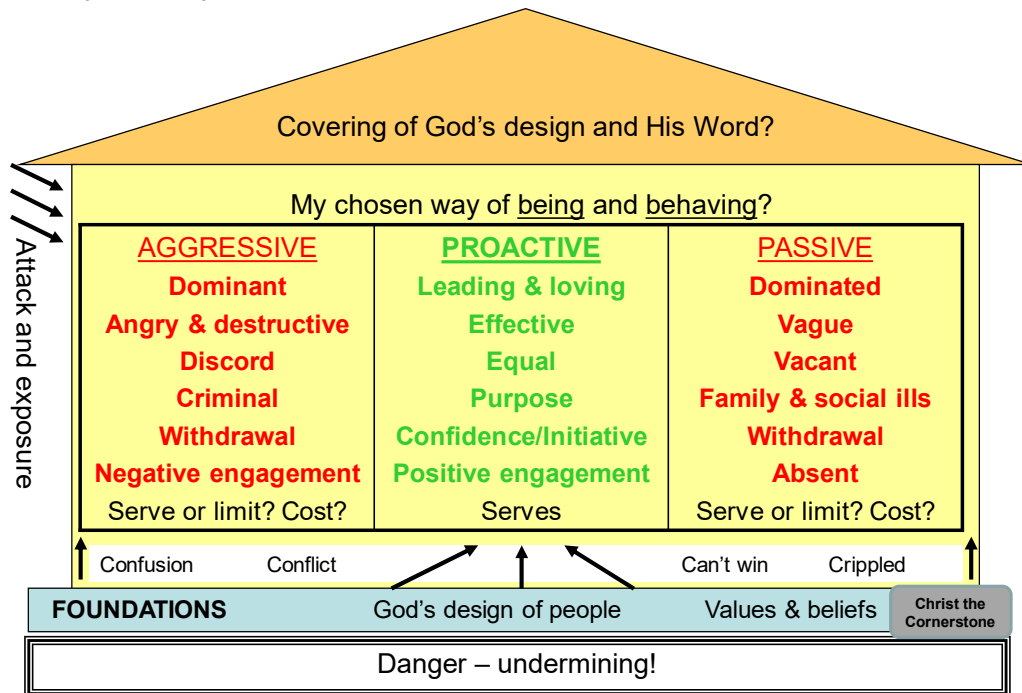 Covering of God's design and His Word?
My chosen way of being and behaving?
Attack and exposure
AGGRESSIVE
Dominant
Angry & destructive
Discord
Criminal
Withdrawal
Negative engagement
Serve or limit? Cost?
PROACTIVE
Leading & loving
Effective
Equal
Purpose
Confidence/Initiative
Positive engagement
Serves
PASSIVE
Dominated
Vague
Vacant
Family & social ills
Withdrawal
Absent
Serve or limit? Cost?
Confusion Conflict Can't win Crippled
FOUNDATIONS God's design of people Values & beliefs
Christ the
Cornerstone
Danger – undermining!